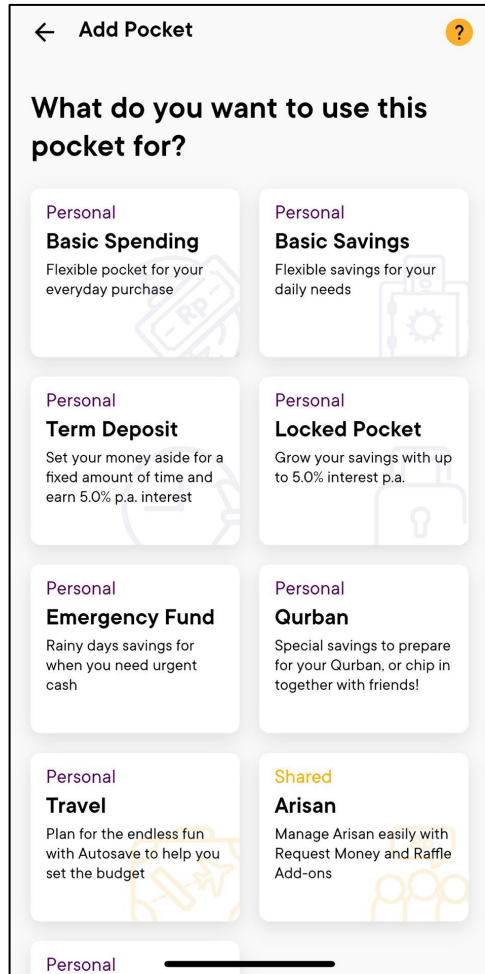 Add Pocket
?
What do you want to use this
pocket for?
Personal
Basic Spending
Flexible pocket for your
everyday purchase
Rp
Personal
Basic Savings
Flexible savings for your
daily needs
Personal
Term Deposit
Set your money aside for a
fixed amount of time and
earn 5.0% p.a. interest
Personal
Locked Pocket
Grow your savings with up
to 5.0% interest p.a.
Personal
Emergency Fund
Rainy days savings for
when you need urgent
cash
Personal
Qurban
Special savings to prepare
for your Qurban, or chip in
together with friends!
Personal
Travel
Plan for the endless fun
with Autosave to help you
set the budget
Shared
Arisan
Manage Arisan easily with
Request Money and Raffle
Add-ons
Personal